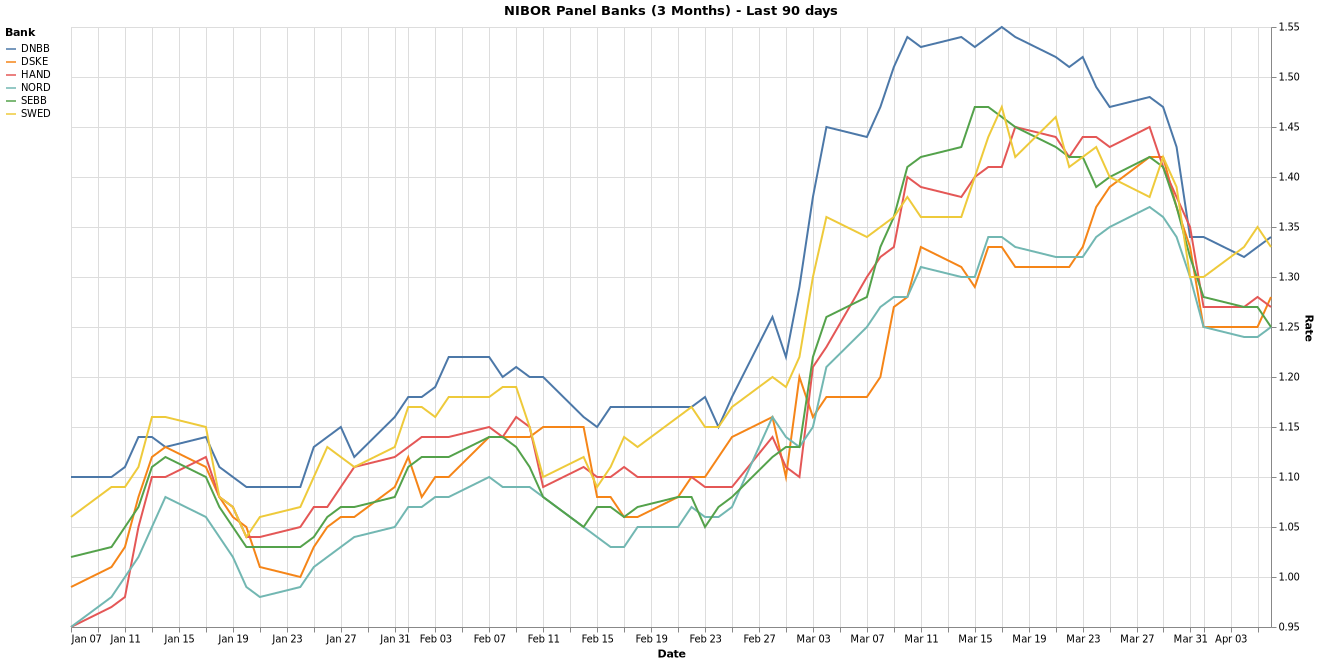 NIBOR Panel Banks (3 Months) - Last 90 days
Bank
DNBB
DSKE
HAND
NORD
SEBB
SWED
1.55
1.50
1.45
1.40
1.35
1.30
1.25
1.20
1.15
1.10
1.05
1.00
0.95
Rate
Jan 07 Jan 11 Jan 15 Jan 19 Jan 23 Jan 27 Jan 31 Feb 03 Feb 07 Feb 11 Feb 15 Feb 19 Feb 23 Feb 27 Mar 03 Mar 07 Mar 11 Mar 15 Mar 19 Mar 23 Mar 27 Mar 31 Apr 03
Date